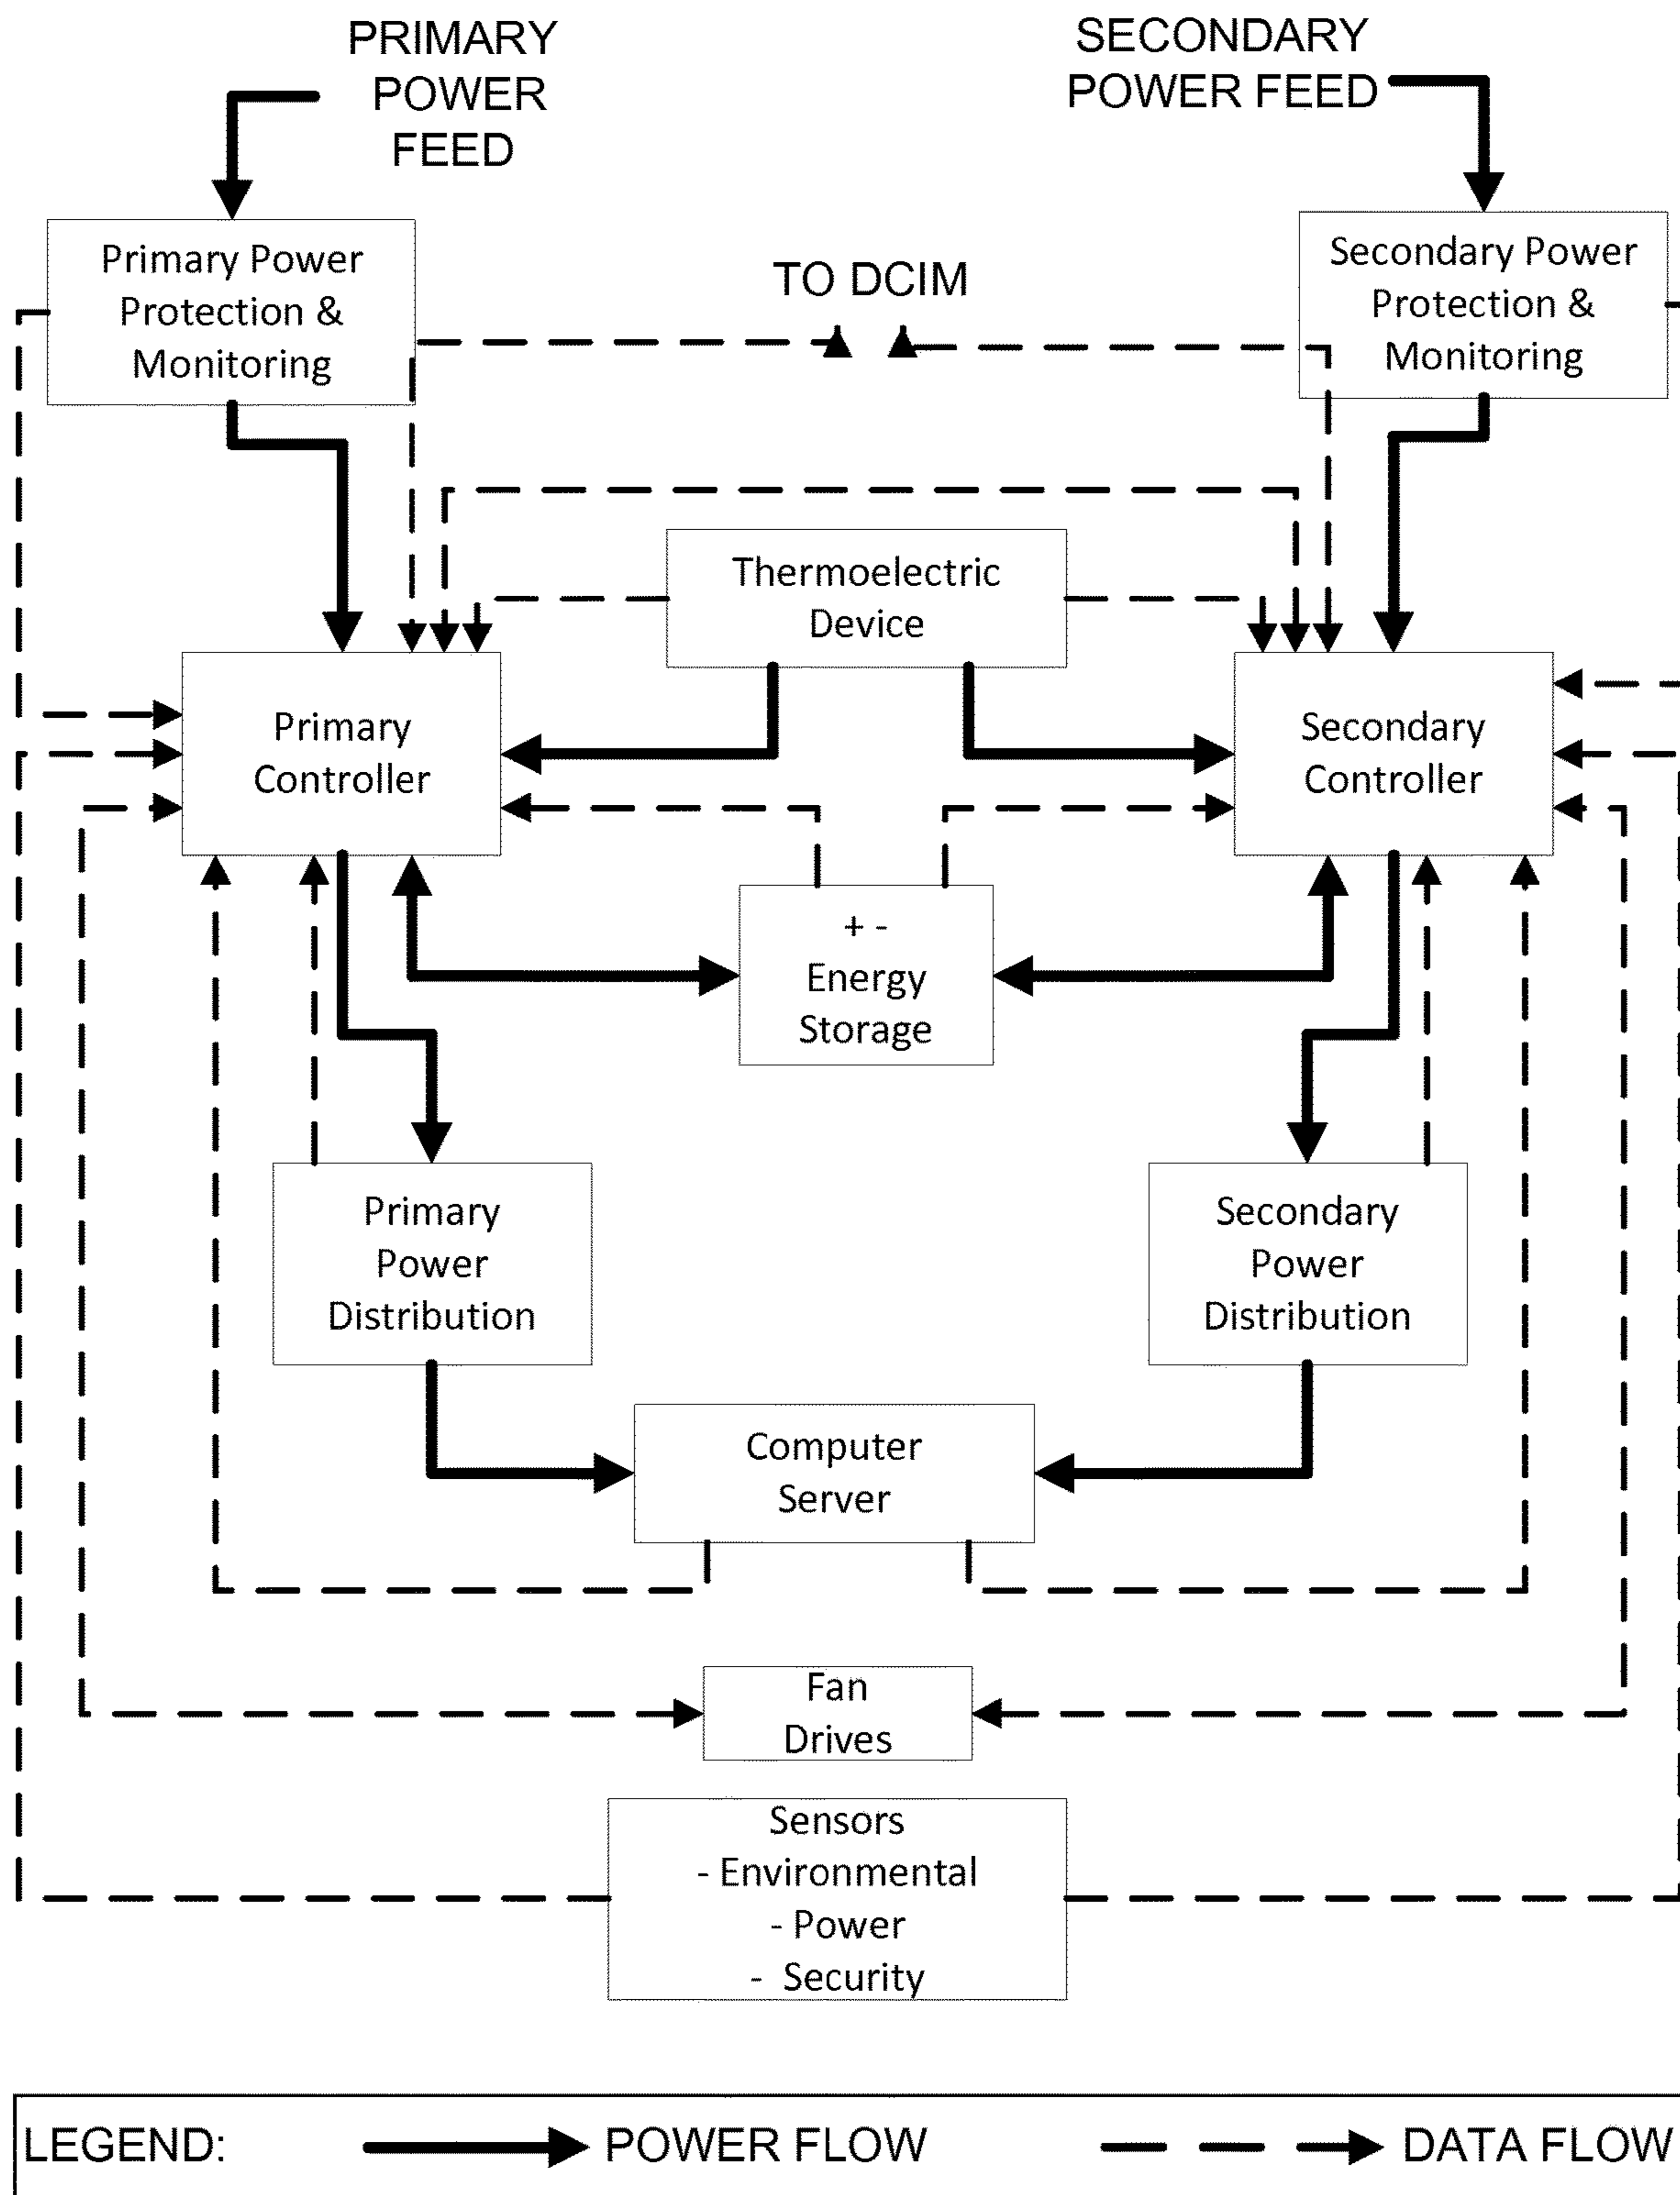 PRIMARY
POWER
FEED
SECONDARY
POWER FEED
Primary Power
Protection &
Monitoring
TO DCIM
Secondary Power
Protection &
Monitoring
Thermoelectric
Device
Primary
Controller
Secondary
Controller
+ -
Energy
Storage
Primary
Power
Distribution
Secondary
Power
Distribution
Computer
Server
Fan
Drives
Sensors
- Environmental
- Power
- Security
LEGEND:
POWER FLOW
DATA FLOW